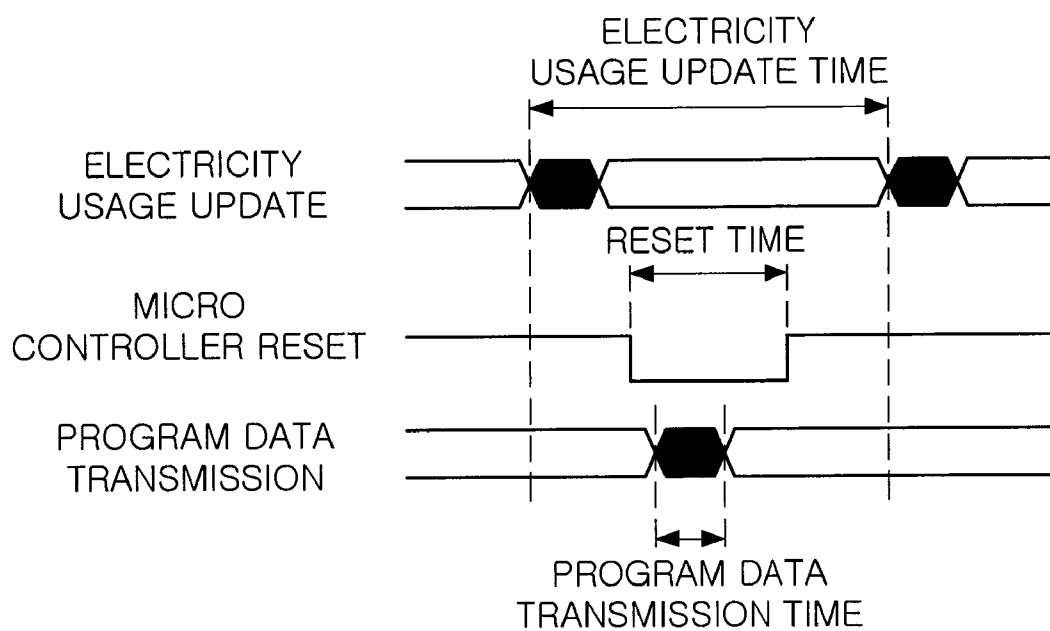 ELECTRICITY
USAGE UPDATE TIME
ELECTRICITY
USAGE UPDATE
RESET TIME
MICRO
CONTROLLER RESET
PROGRAM DATA
TRANSMISSION
PROGRAM DATA
TRANSMISSION TIME